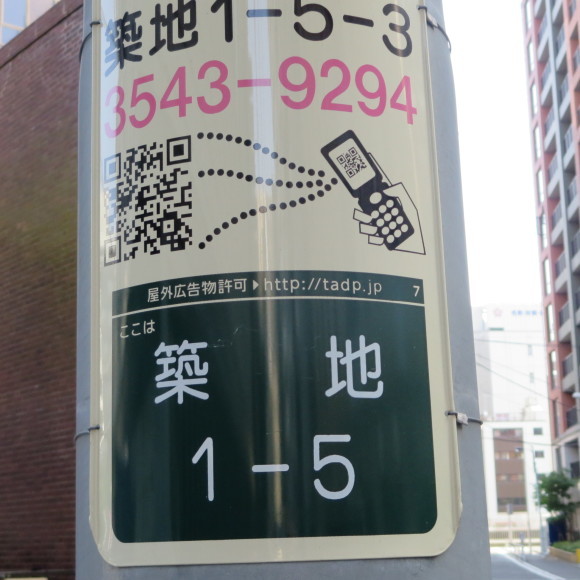 築地1-5-3
3543-9294
屋外広告物許可▶http://tadp.jp 7
ここは
築 地
1-5